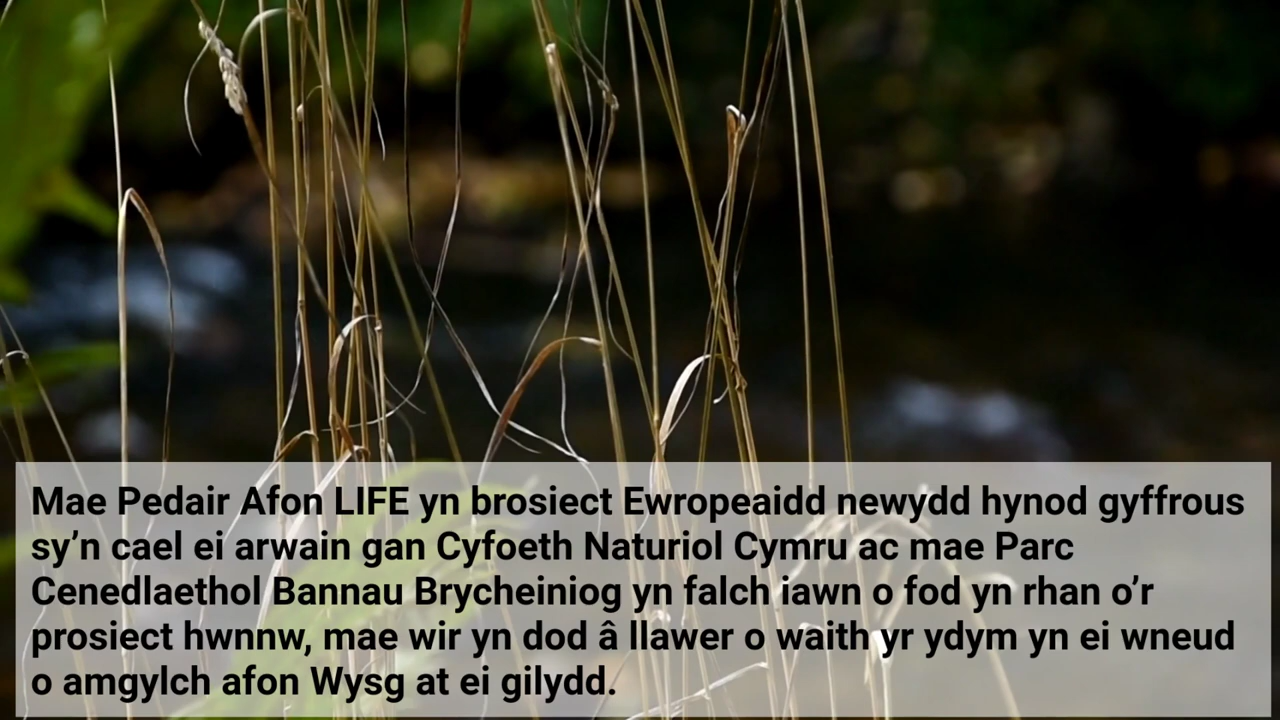 Mae Pedair Afon LIFE yn brosiect Ewropeaidd newydd hynod gyffrous
sy’n cael ei arwain gan Cyfoeth Naturiol Cymru ac mae Parc
Cenedlaethol Bannau Brycheiniog yn falch iawn o fod yn rhan o’r
prosiect hwnnw, mae wir yn dod â llawer o waith yr ydym yn ei wneud
o amgylch afon Wysg at ei gilydd.